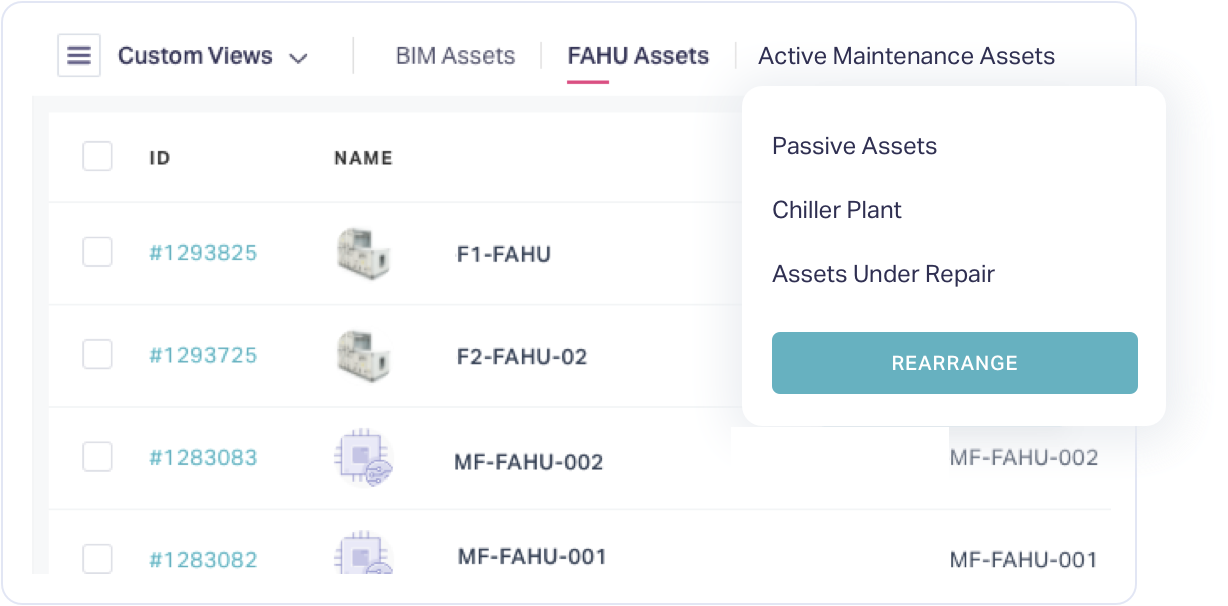 Custom Views BIM Assets FAHU Assets Active Maintenance Assets
Passive Assets
Chiller Plant
Assets Under Repair
REARRANGE
ID NAME
#1293825 F1-FAHU
#1293725 F2-FAHU-02
#1283083 MF-FAHU-002 MF-FAHU-002
#1283082 MF-FAHU-001 MF-FAHU-001